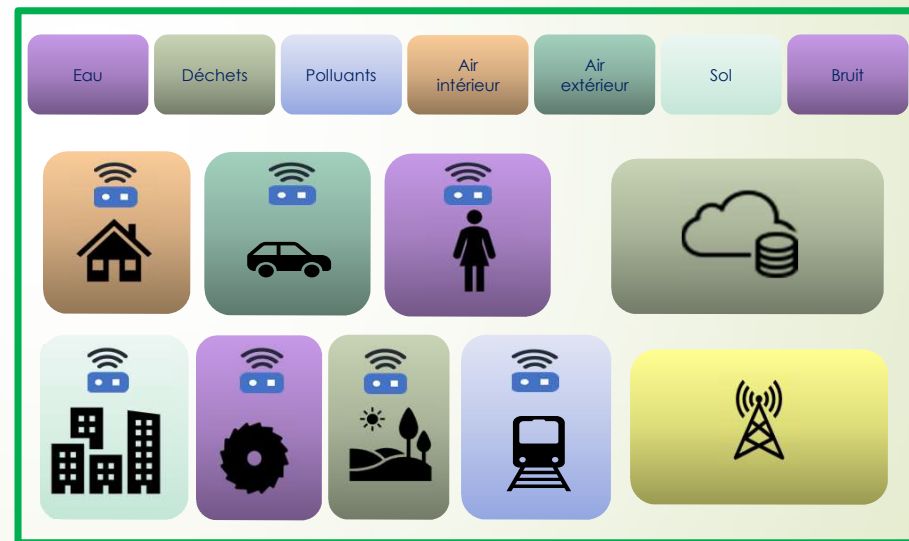 Eau
Déchets
Polluants
Air
intérieur
Air
extérieur
Sol
Bruit